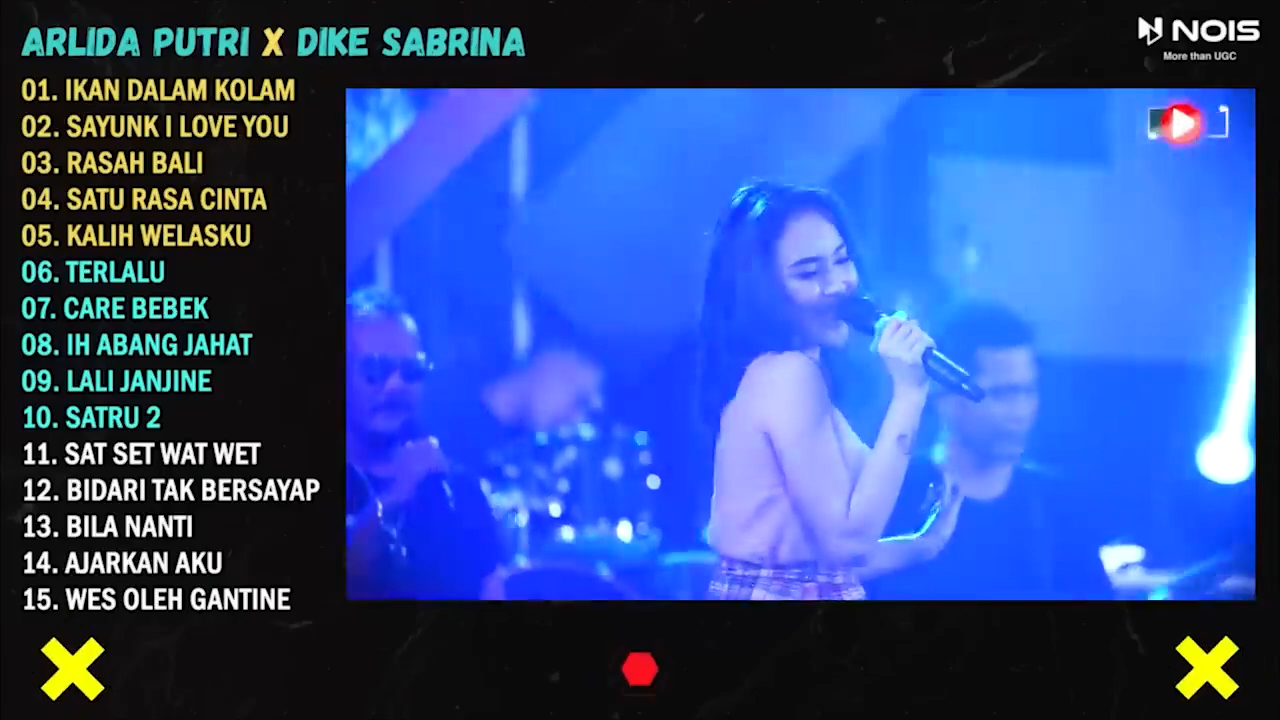 ARLIDA PUTRI X DIKE SABRINA
NOIS
More than UGC
01. IKAN DALAM KOLAM
02. SAYUNK I LOVE YOU
03. RASAH BALI
04. SATU RASA CINTA
05. KALIH WELASKU
06. TERLALU
07. CARE BEBEK
08. IH ABANG JAHAT
09. LALI JANJINE
10. SATRU 2
11. SAT SET WAT WET
12. BIDARI TAK BERSAYAP
13. BILA NANTI
14. AJARKAN AKU
15. WES OLEH GANTINE